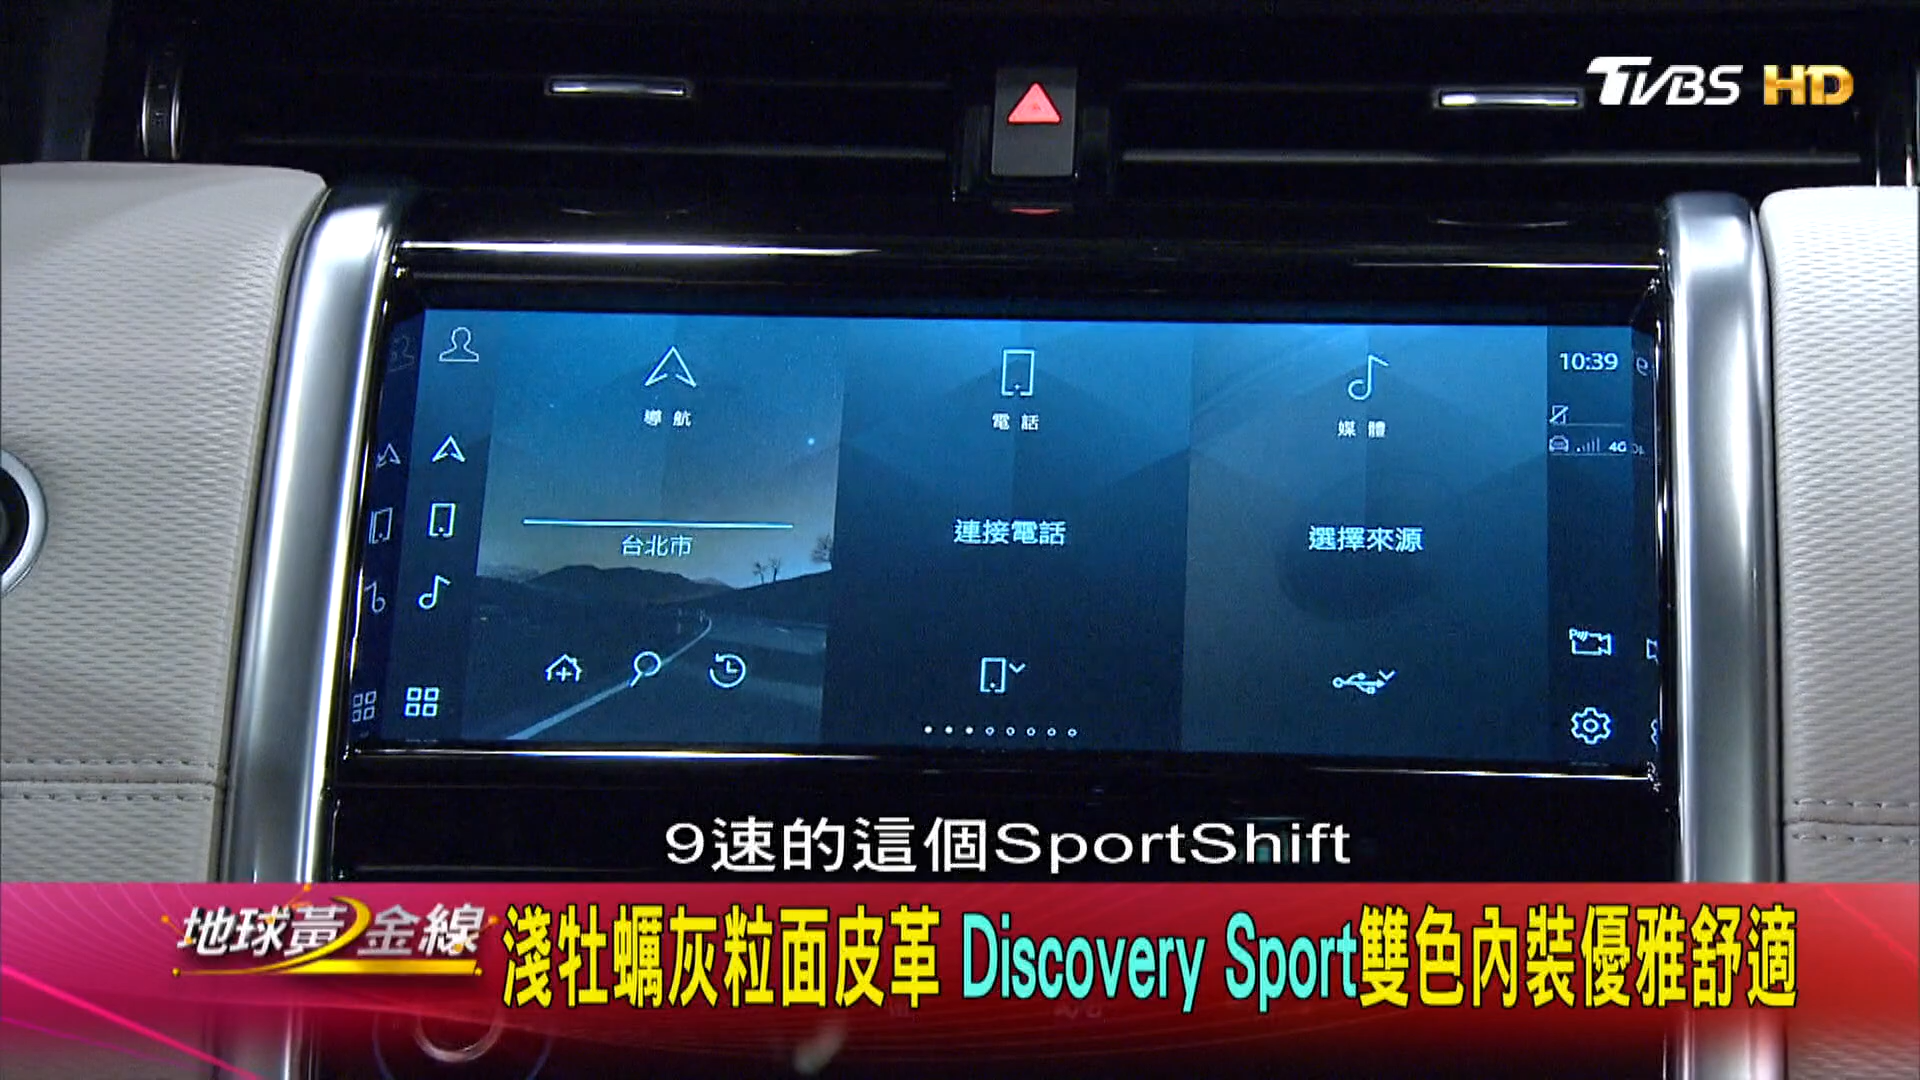 TVBS HD
10:39
導航
電話
媒體
4G
台北市
連接電話
選擇來源
9速的這個SportShift
地球黃金線
淺牡蠣灰粒面皮革 Discovery Sport雙色內裝優雅舒適